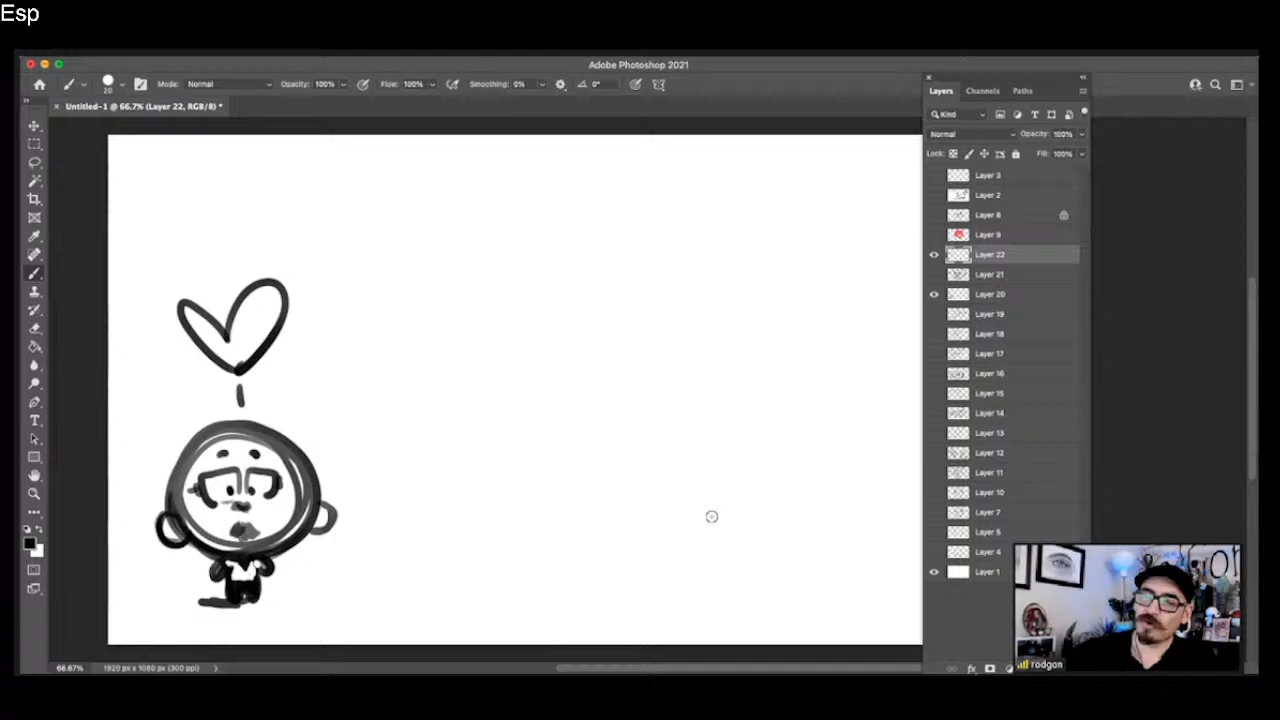 Esp
Adobe Photoshop 2021
20
Mode: Normal
Opacity: 100%
Flow: 100%
Smoothing: 0%
0°
Untitled-1 @ 66.7% (Layer 22, RGB/8) *
Layers Channels Paths
Kind
Normal
Opacity: 100%
Lock:
Fill: 100%
Layer 3
Layer 2
Layer 8
Layer 9
Layer 22
Layer 21
Layer 20
Layer 19
Layer 18
Layer 17
Layer 16
Layer 15
Layer 14
Layer 13
Layer 12
Layer 11
Layer 10
Layer 7
Layer 5
Layer 4
Layer 1
fx
rodgon
66.67%
1920 px x 1080 px (300 ppi)